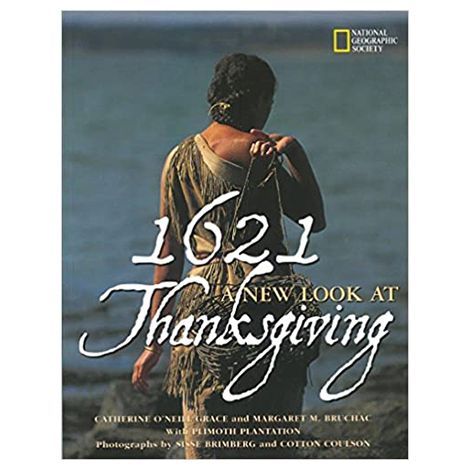 NATIONAL
GEOGRAPHIC
SOCIETY
1621
A NEW LOOK AT
Thanksgiving
CATHERINE O'NEILL GRACE and MARGARET M. BRUCHAC
With PLIMOTH PLANTATION
Photographs by SISSE BRIMBERG and COTTON COULSON